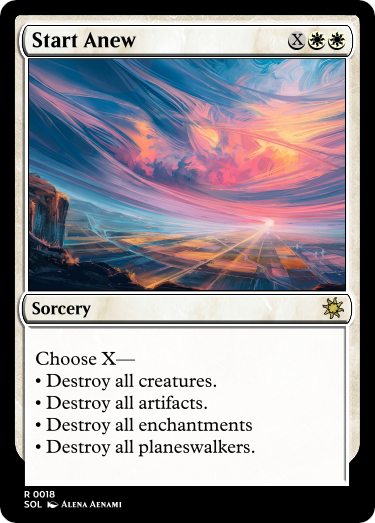 Start Anew X
Sorcery
Choose X—
• Destroy all creatures.
• Destroy all artifacts.
• Destroy all enchantments
• Destroy all planeswalkers.
R 0018
SOL Alena Aenami